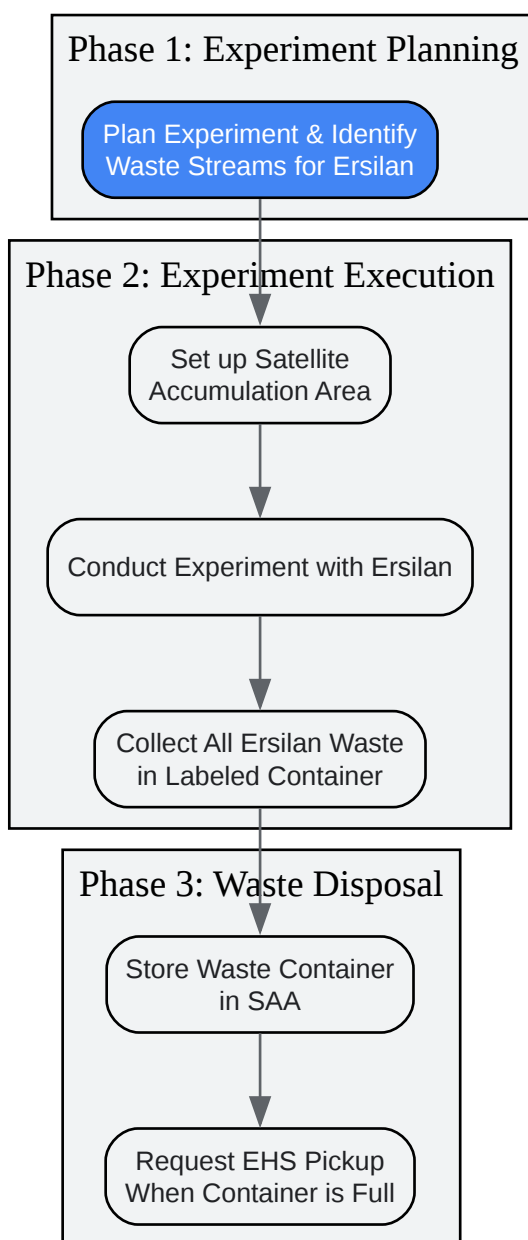 Phase 1: Experiment Planning
Plan Experiment & Identify
Waste Streams for Ersilan
Phase 2: Experiment Execution
Set up Satellite
Accumulation Area
Conduct Experiment with Ersilan
Collect All Ersilan Waste
in Labeled Container
Phase 3: Waste Disposal
Store Waste Container
in SAA
Request EHS Pickup
When Container is Full